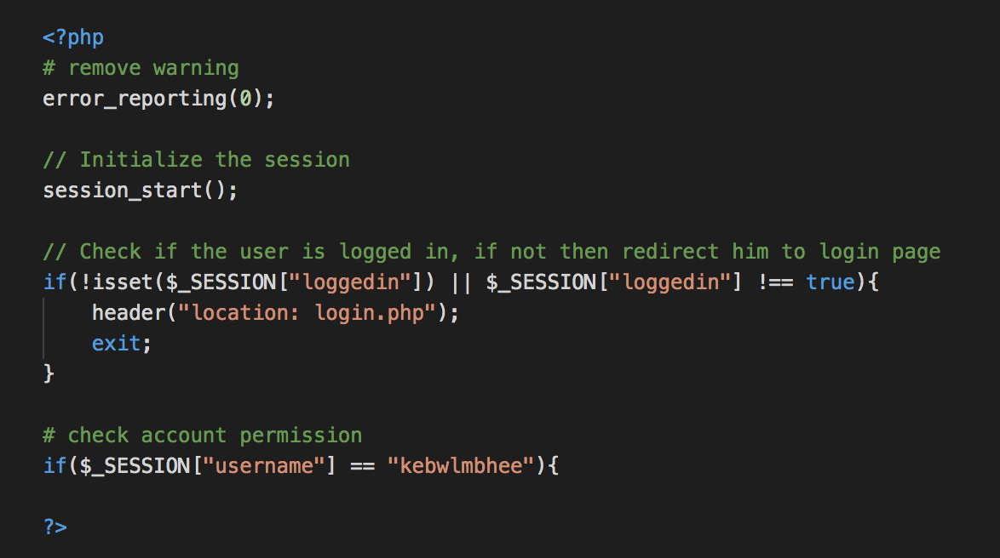 <?php
# remove warning
error_reporting(0);
// Initialize the session
session_start();
// Check if the user is logged in, if not then redirect him to login page
if(!isset($_SESSION["loggedin"]) || $_SESSION["loggedin"] !== true){
header("location: login.php");
exit;
}
# check account permission
if($_SESSION["username"] == "kebwlmbhee"){
?>